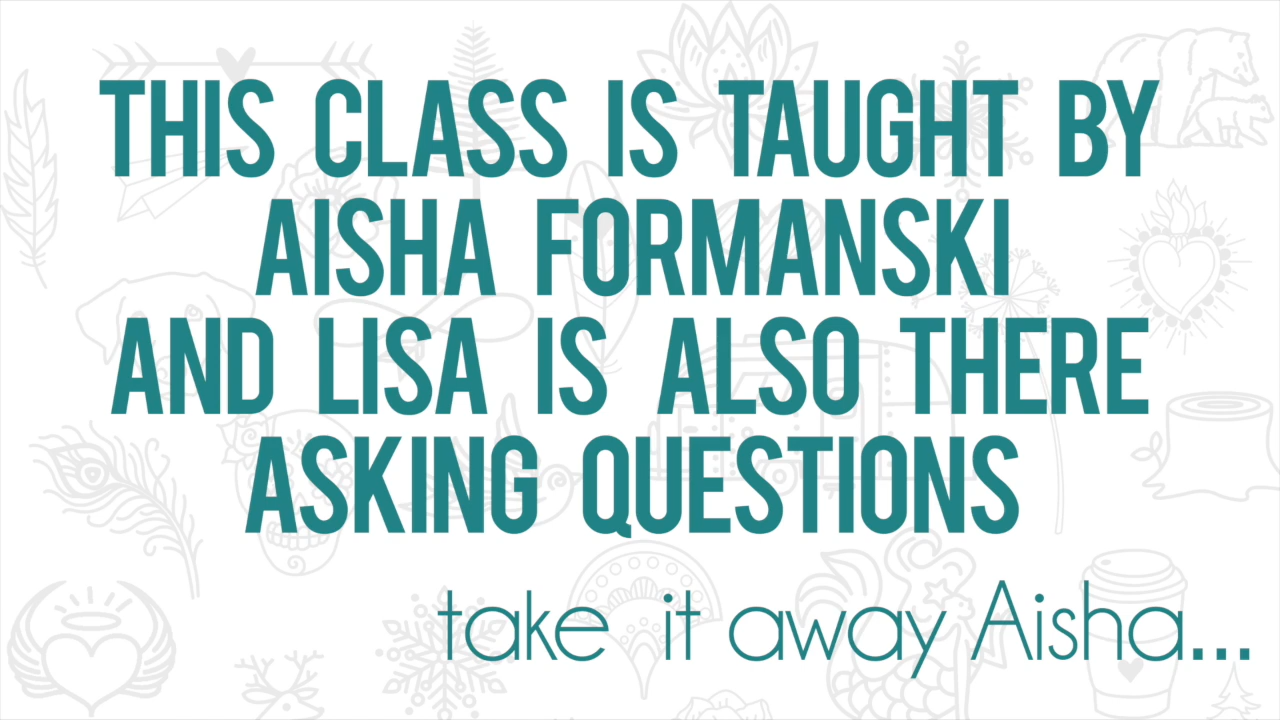 THIS CLASS IS TAUGHT BY
AISHA FORMANSKI
AND LISA IS ALSO THERE
ASKING QUESTIONS
take it away Aisha...